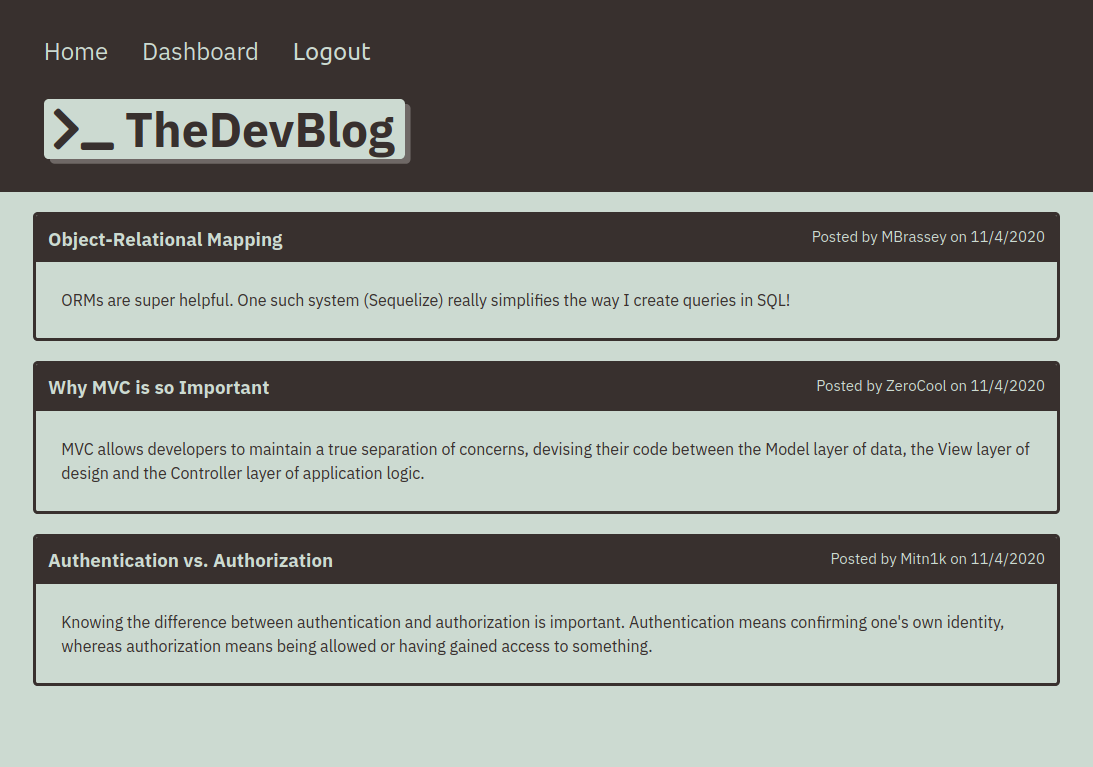 Home Dashboard Logout
>_ TheDevBlog
Object-Relational Mapping Posted by MBrassey on 11/4/2020
ORMs are super helpful. One such system (Sequelize) really simplifies the way I create queries in SQL!
Why MVC is so Important Posted by ZeroCool on 11/4/2020
MVC allows developers to maintain a true separation of concerns, devising their code between the Model layer of data, the View layer of
design and the Controller layer of application logic.
Authentication vs. Authorization Posted by Mitn1k on 11/4/2020
Knowing the difference between authentication and authorization is important. Authentication means confirming one's own identity,
whereas authorization means being allowed or having gained access to something.